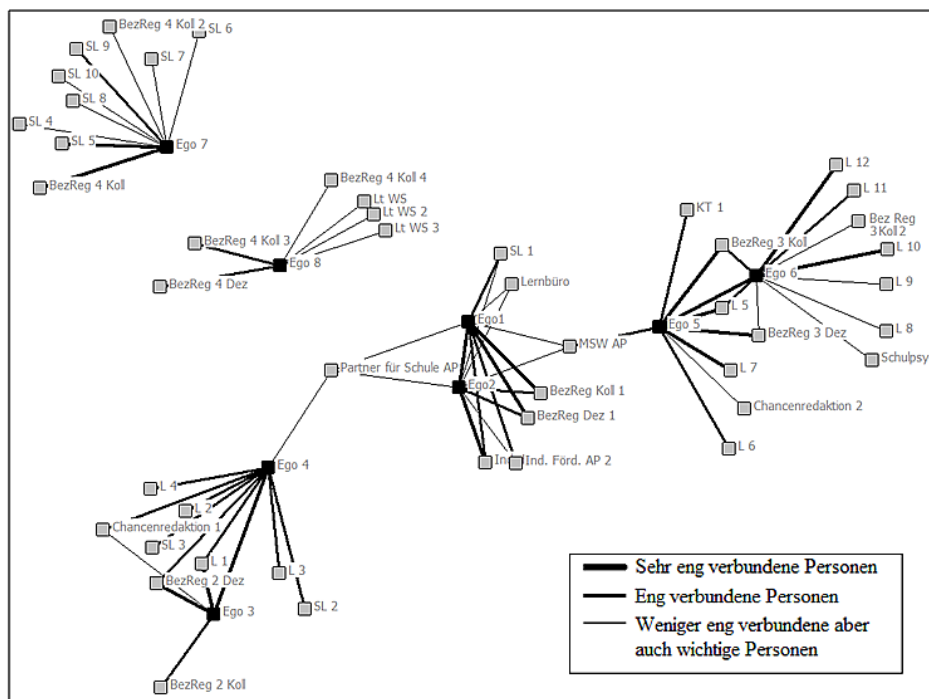 BezReg 4 Koll 2
SL 6
SL 9
SL 7
SL 10
SL 8
SL 4
SL 5
Ego 7
BezReg 4 Koll
BezReg 4 Koll 4
Lt WS
Lt WS 2
Lt WS 3
BezReg 4 Koll 3
Ego 8
BezReg 4 Dez
L 12
L 11
KT 1
Bez Reg
3Kol 2
BezReg 3 Koll
L 10
SL 1
Ego 6
Lernbüro
L 9
L 5
Ego1
Ego 5
L 8
BezReg 3 Dez
MSW AP
Schulpsy
Partner für Schule AP
L 7
Ego2
BezReg Koll 1
Chancenredaktion 2
BezReg Dez 1
L 6
Ind. Förd. AP 2
Ego 4
L 4
L 2
Chancenredaktion 1
SL 3
L 1
L 3
BezReg 2 Dez
SL 2
Ego 3
BezReg 2 Koll
Sehr eng verbundene Personen
Eng verbundene Personen
Weniger eng verbundene aber
auch wichtige Personen